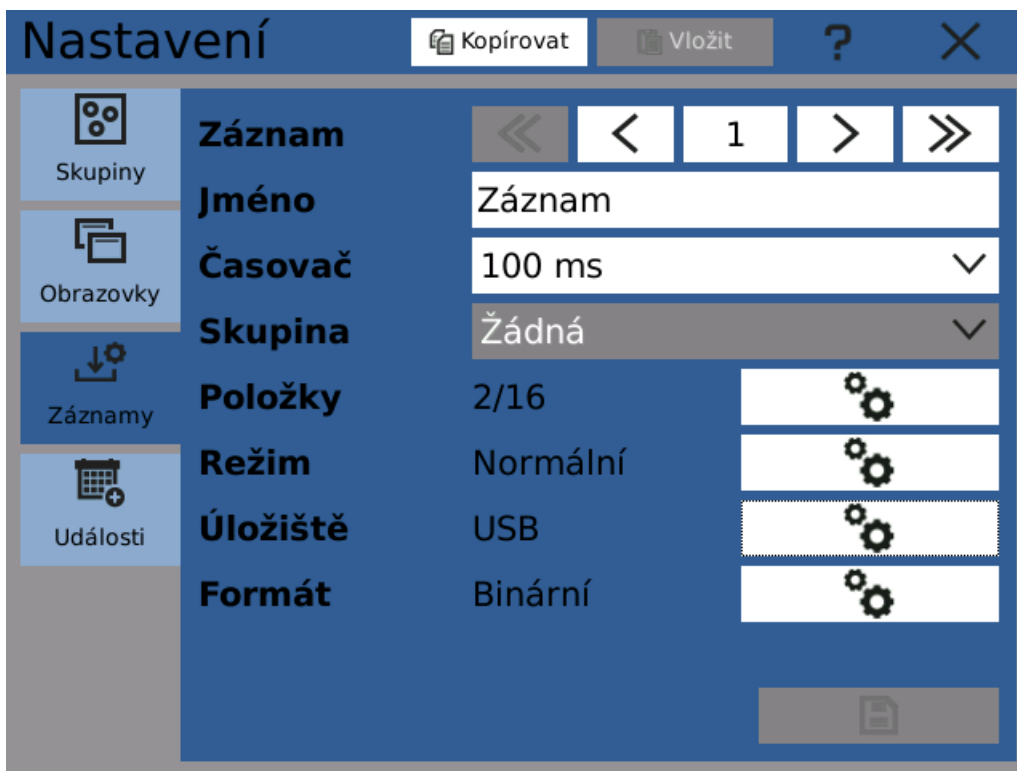 Nastavení Kopírovat Vložit ?
Skupiny
Obrazovky
Záznamy
Události
Záznam 1
Jméno Záznam
Časovač 100 ms
Skupina Žádná
Položky 2/16
Režim Normální
Úložiště USB
Formát Binární